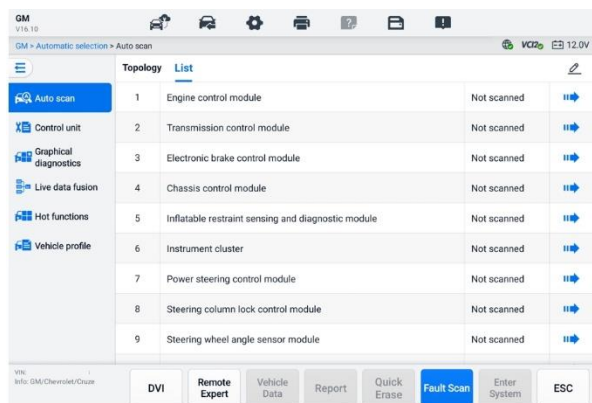 GM
V16.10
GM > Automatic selection > Auto scan
VCI2 12.0V
Topology List
Auto scan
Control unit
Graphical
diagnostics
Live data fusion
Hot functions
Vehicle profile
1 Engine control module Not scanned
2 Transmission control module Not scanned
3 Electronic brake control module Not scanned
4 Chassis control module Not scanned
5 Inflatable restraint sensing and diagnostic module Not scanned
6 Instrument cluster Not scanned
7 Power steering control module Not scanned
8 Steering column lock control module Not scanned
9 Steering wheel angle sensor module Not scanned
VIN:
Info: GM/Chevrolet/Cruze
DVI
Remote
Expert
Vehicle
Data
Report
Quick
Erase
Fault Scan
Enter
System
ESC